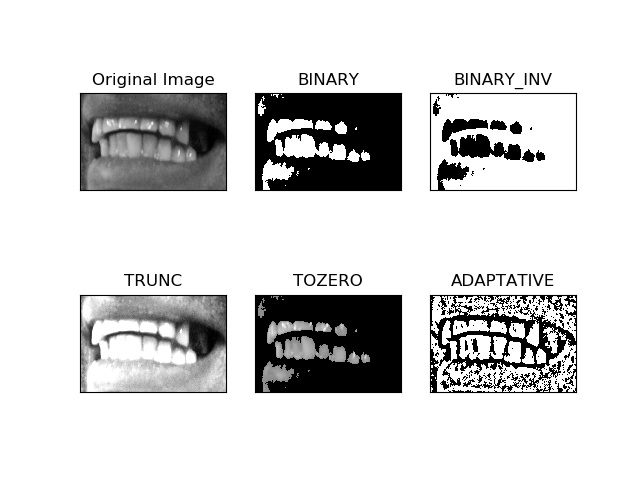 Original Image
BINARY
BINARY_INV
TRUNC
TOZERO
ADAPTATIVE